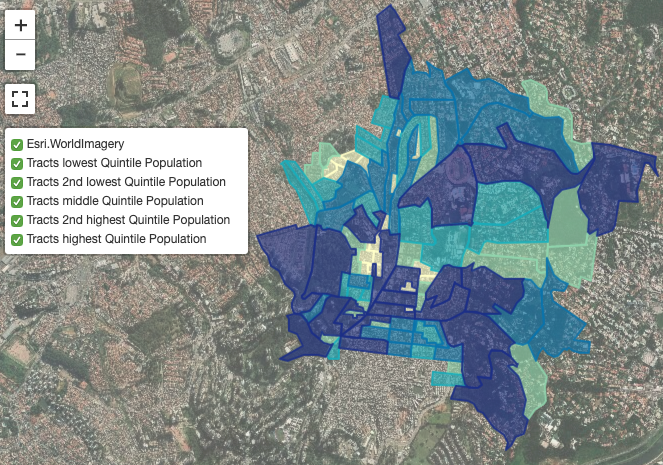 +
−
Esri.WorldImagery
Tracts lowest Quintile Population
Tracts 2nd lowest Quintile Population
Tracts middle Quintile Population
Tracts 2nd highest Quintile Population
Tracts highest Quintile Population